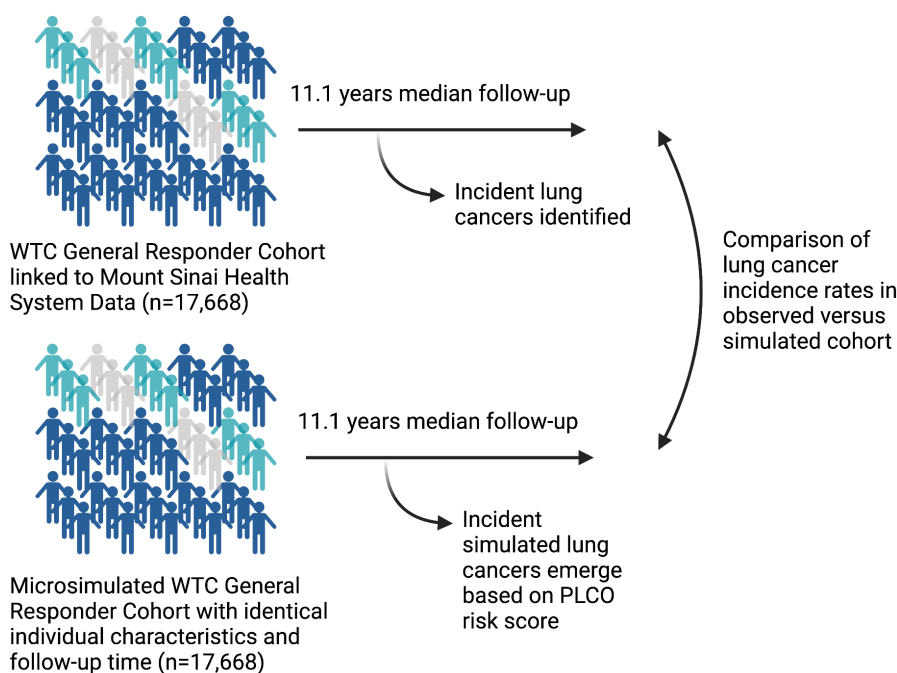 11.1 years median follow-up
Incident lung
cancers identified
WTC General Responder Cohort
linked to Mount Sinai Health
System Data (n=17,668)
Comparison of
lung cancer
incidence rates in
observed versus
simulated cohort
11.1 years median follow-up
Incident
simulated lung
cancers emerge
based on PLCO
risk score
Microsimulated WTC General
Responder Cohort with identical
individual characteristics and
follow-up time (n=17,668)